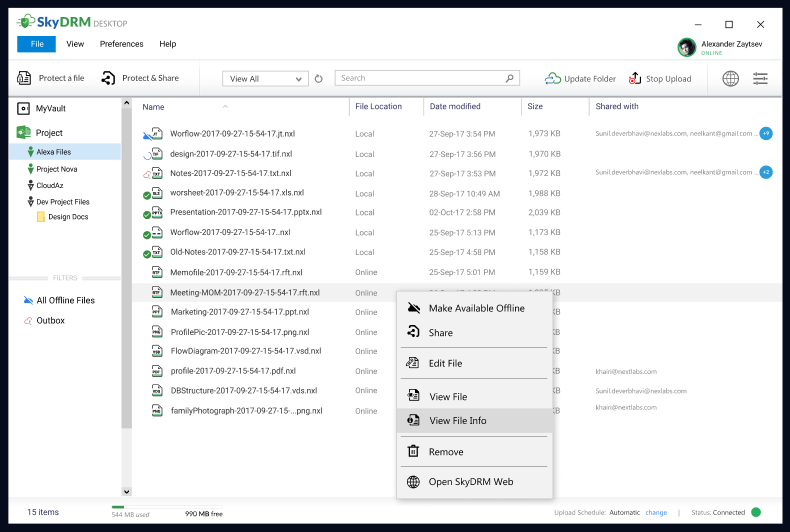 SkyDRM DESKTOP
File View Preferences Help
Alexander Zaytsev
ONLINE
Protect a file Protect & Share View All Search Update Folder Stop Upload
MyVault
Project
Alexa Files
Project Nova
CloudAz
Dev Project Files
Design Docs
FILTERS
All Offline Files
Outbox
Name File Location Date modified Size Shared with
Worflow-2017-09-27-15-54-17.jt.nxl Local 27-Sep-17 3:54 PM 1,973 KB Sunil.deverbhavi@nexlabs.com, neelkant@gmail.com ... +9
design-2017-09-27-15-54-17.tif.nxl Local 27-Sep-17 3:56 PM 1,970 KB
Notes-2017-09-27-15-54-17.txt.nxl Local 27-Sep-17 3:53 PM 1,972 KB Sunil.deverbhavi@nexlabs.com, neelkant@gmail.com ... +2
worsheet-2017-09-27-15-54-17.xls.nxl Local 28-Sep-17 10:49 AM 1,988 KB
Presentation-2017-09-27-15-54-17.pptx.nxl Local 02-Oct-17 2:58 PM 2,039 KB
Worflow-2017-09-27-15-54-17..nxl Local 25-Sep-17 5:13 PM 1,173 KB
Old-Notes-2017-09-27-15-54-17.txt.nxl Local 25-Sep-17 4:58 PM 1,158 KB
Memofile-2017-09-27-15-54-17.rft.nxl Online 25-Sep-17 5:01 PM 1,159 KB
Meeting-MOM-2017-09-27-15-54-17.rft.nxl Online
Marketing-2017-09-27-15-54-17.ppt.nxl Online KB
ProfilePic-2017-09-27-15-54-17.png.nxl Online KB
FlowDiagram-2017-09-27-15-54-17.vsd.nxl Online KB
profile-2017-09-27-15-54-17.pdf.nxl Online KB khairi@nextlabs.com
DBStructure-2017-09-27-15-54-17.vds.nxl Online KB Sunil.deverbhavi@nexlabs.com
familyPhotograph-2017-09-27-15-...png.nxl Online KB khairi@nextlabs.com
Make Available Offline
Share
Edit File
View File
View File Info
Remove
Open SkyDRM Web
15 items 544 MB used 990 MB free Upload Schedule: Automatic change | Status: Connected